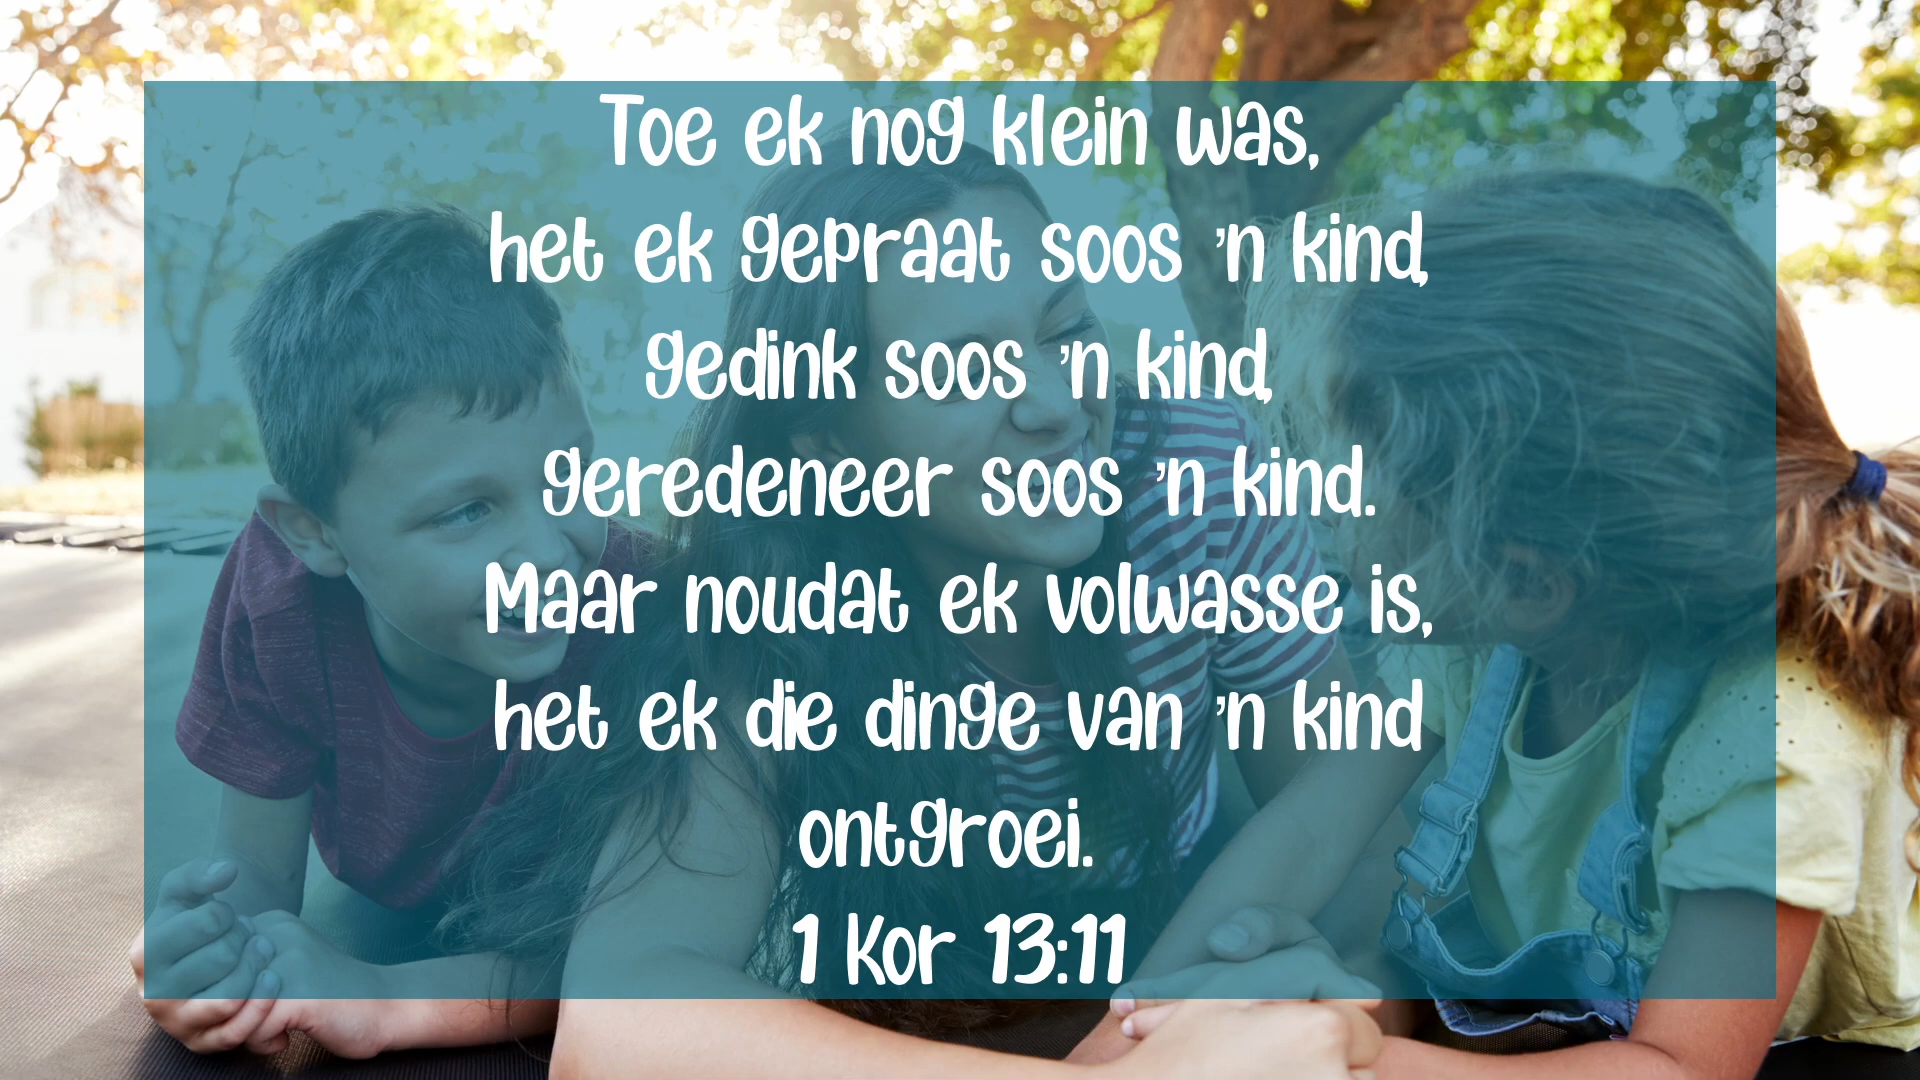 Toe ek nog klein was,
het ek gepraat soos 'n kind,
gedink soos 'n kind,
geredeneer soos 'n kind.
Maar noudat ek volwasse is,
het ek die dinge van 'n kind
ontgroei.
1 Kor 13:11